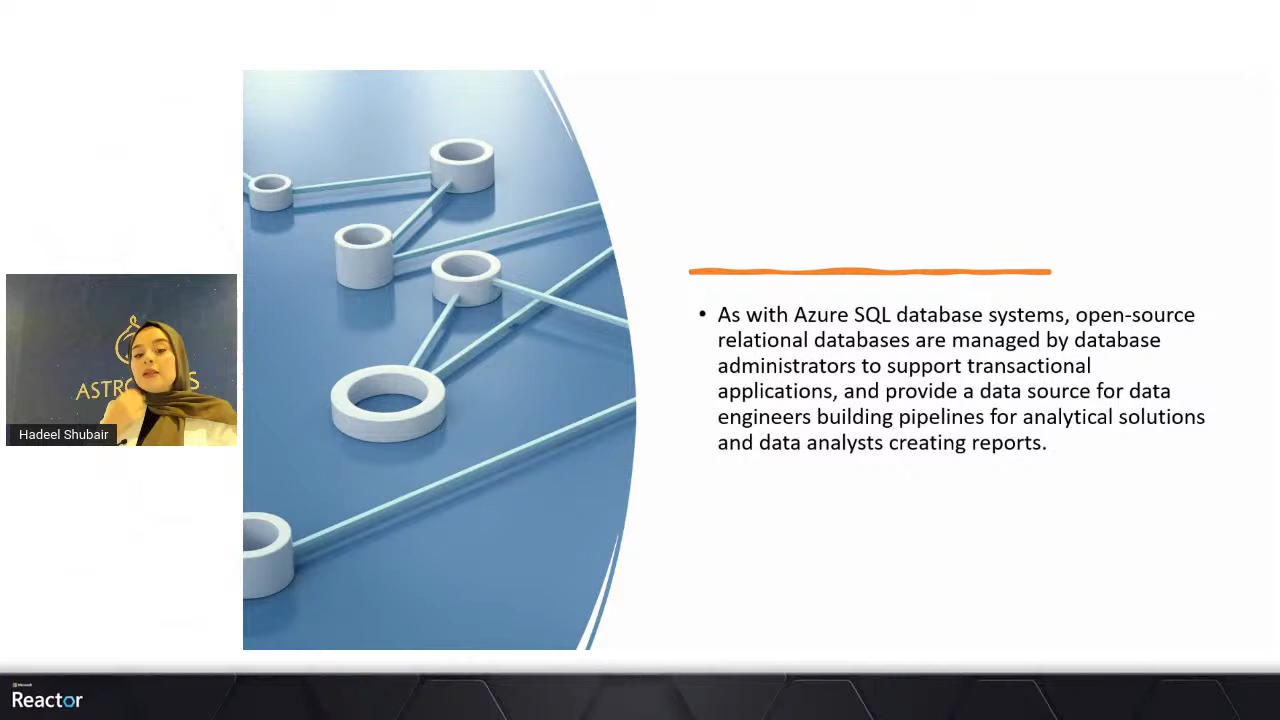 • As with Azure SQL database systems, open-source
relational databases are managed by database
administrators to support transactional
applications, and provide a data source for data
engineers building pipelines for analytical solutions
and data analysts creating reports.
Hadeel Shubair
Microsoft
Reactor